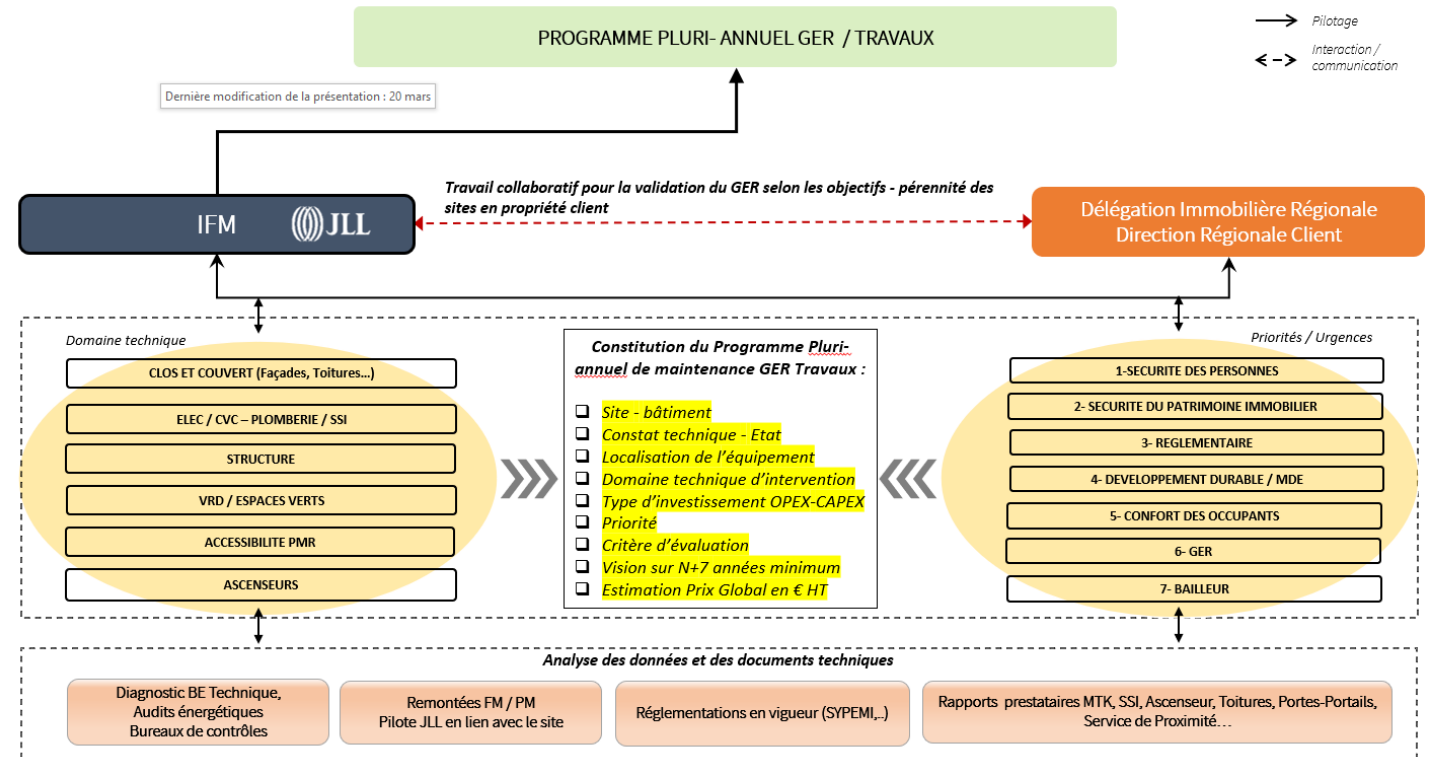 PROGRAMME PLURI- ANNUEL GER / TRAVAUX
Pilotage
Interaction /
communication
Dernière modification de la présentation : 20 mars
IFM JLL
Travail collaboratif pour la validation du GER selon les objectifs - pérennité des
sites en propriété client
Délégation Immobilière Régionale
Direction Régionale Client
Domaine technique
CLOS ET COUVERT (Façades, Toitures...)
ELEC / CVC – PLOMBERIE / SSI
STRUCTURE
VRD / ESPACES VERTS
ACCESSIBILITE PMR
ASCENSEURS
Constitution du Programme Pluri-
annuel de maintenance GER Travaux :
Site - bâtiment
Constat technique - Etat
Localisation de l'équipement
Domaine technique d'intervention
Type d'investissement OPEX-CAPEX
Priorité
Critère d'évaluation
Vision sur N+7 années minimum
Estimation Prix Global en € HT
Priorités / Urgences
1-SECURITE DES PERSONNES
2- SECURITE DU PATRIMOINE IMMOBILIER
3- REGLEMENTAIRE
4- DEVELOPPEMENT DURABLE / MDE
5- CONFORT DES OCCUPANTS
6- GER
7- BAILLEUR
Analyse des données et des documents techniques
Diagnostic BE Technique,
Audits énergétiques
Bureaux de contrôles
Remontées FM / PM
Pilote JLL en lien avec le site
Réglementations en vigueur (SYPEMI,..)
Rapports prestataires MTK, SSI, Ascenseur, Toitures, Portes-Portails,
Service de Proximité...